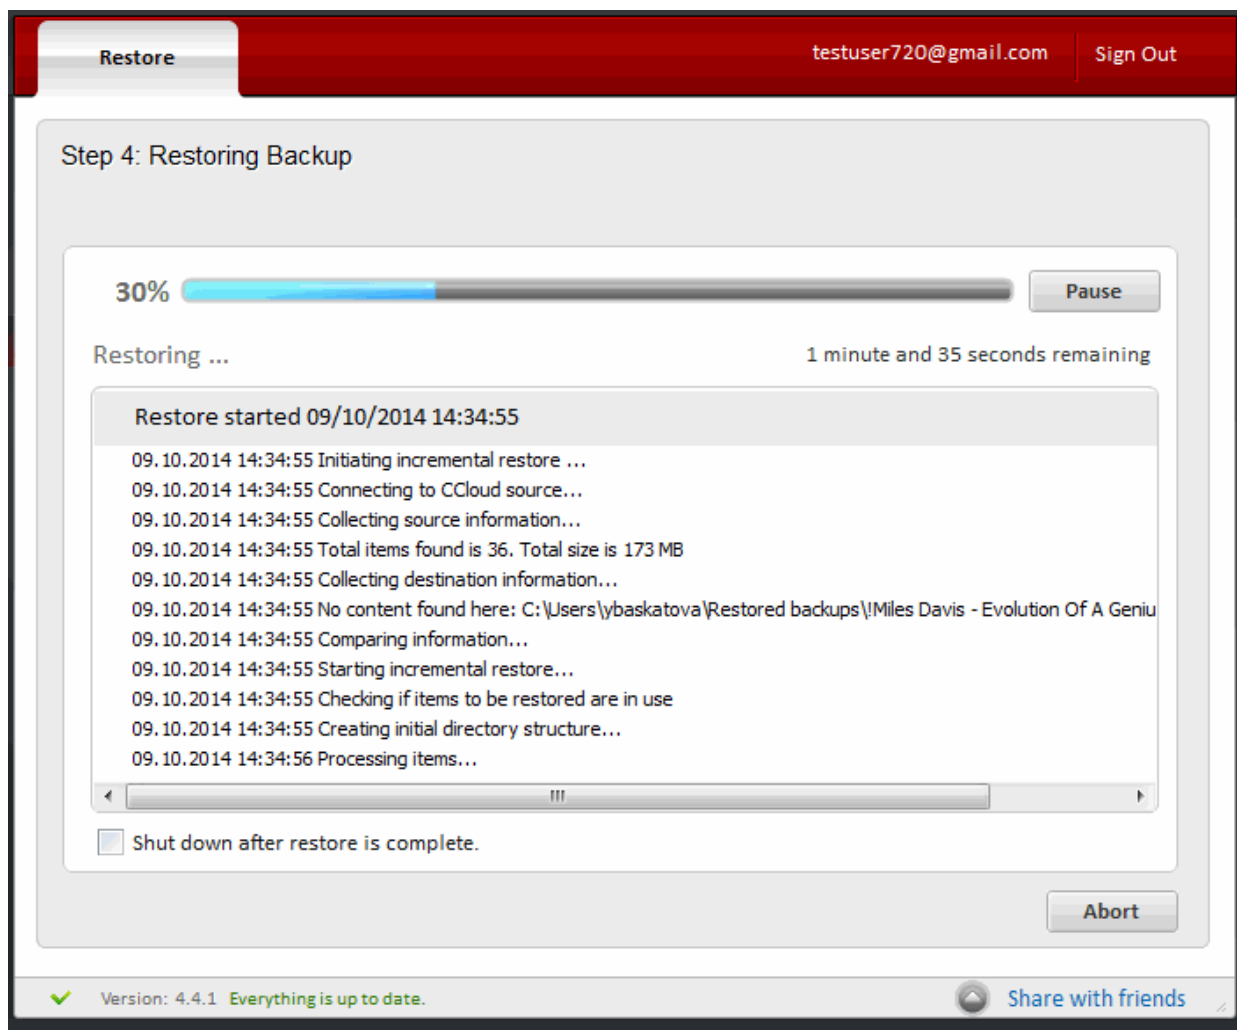 Restore
testuser720@gmail.com
Sign Out
Step 4: Restoring Backup
30%
Pause
Restoring ...
1 minute and 35 seconds remaining
Restore started 09/10/2014 14:34:55
09.10.2014 14:34:55 Initiating incremental restore ...
09.10.2014 14:34:55 Connecting to CCloud source...
09.10.2014 14:34:55 Collecting source information...
09.10.2014 14:34:55 Total items found is 36. Total size is 173 MB
09.10.2014 14:34:55 Collecting destination information...
09.10.2014 14:34:55 No content found here: C:\Users\ybaskatova\Restored backups\!Miles Davis - Evolution Of A Geniu
09.10.2014 14:34:55 Comparing information...
09.10.2014 14:34:55 Starting incremental restore...
09.10.2014 14:34:55 Checking if items to be restored are in use
09.10.2014 14:34:55 Creating initial directory structure...
09.10.2014 14:34:56 Processing items...
Shut down after restore is complete.
Abort
Version: 4.4.1 Everything is up to date.
Share with friends